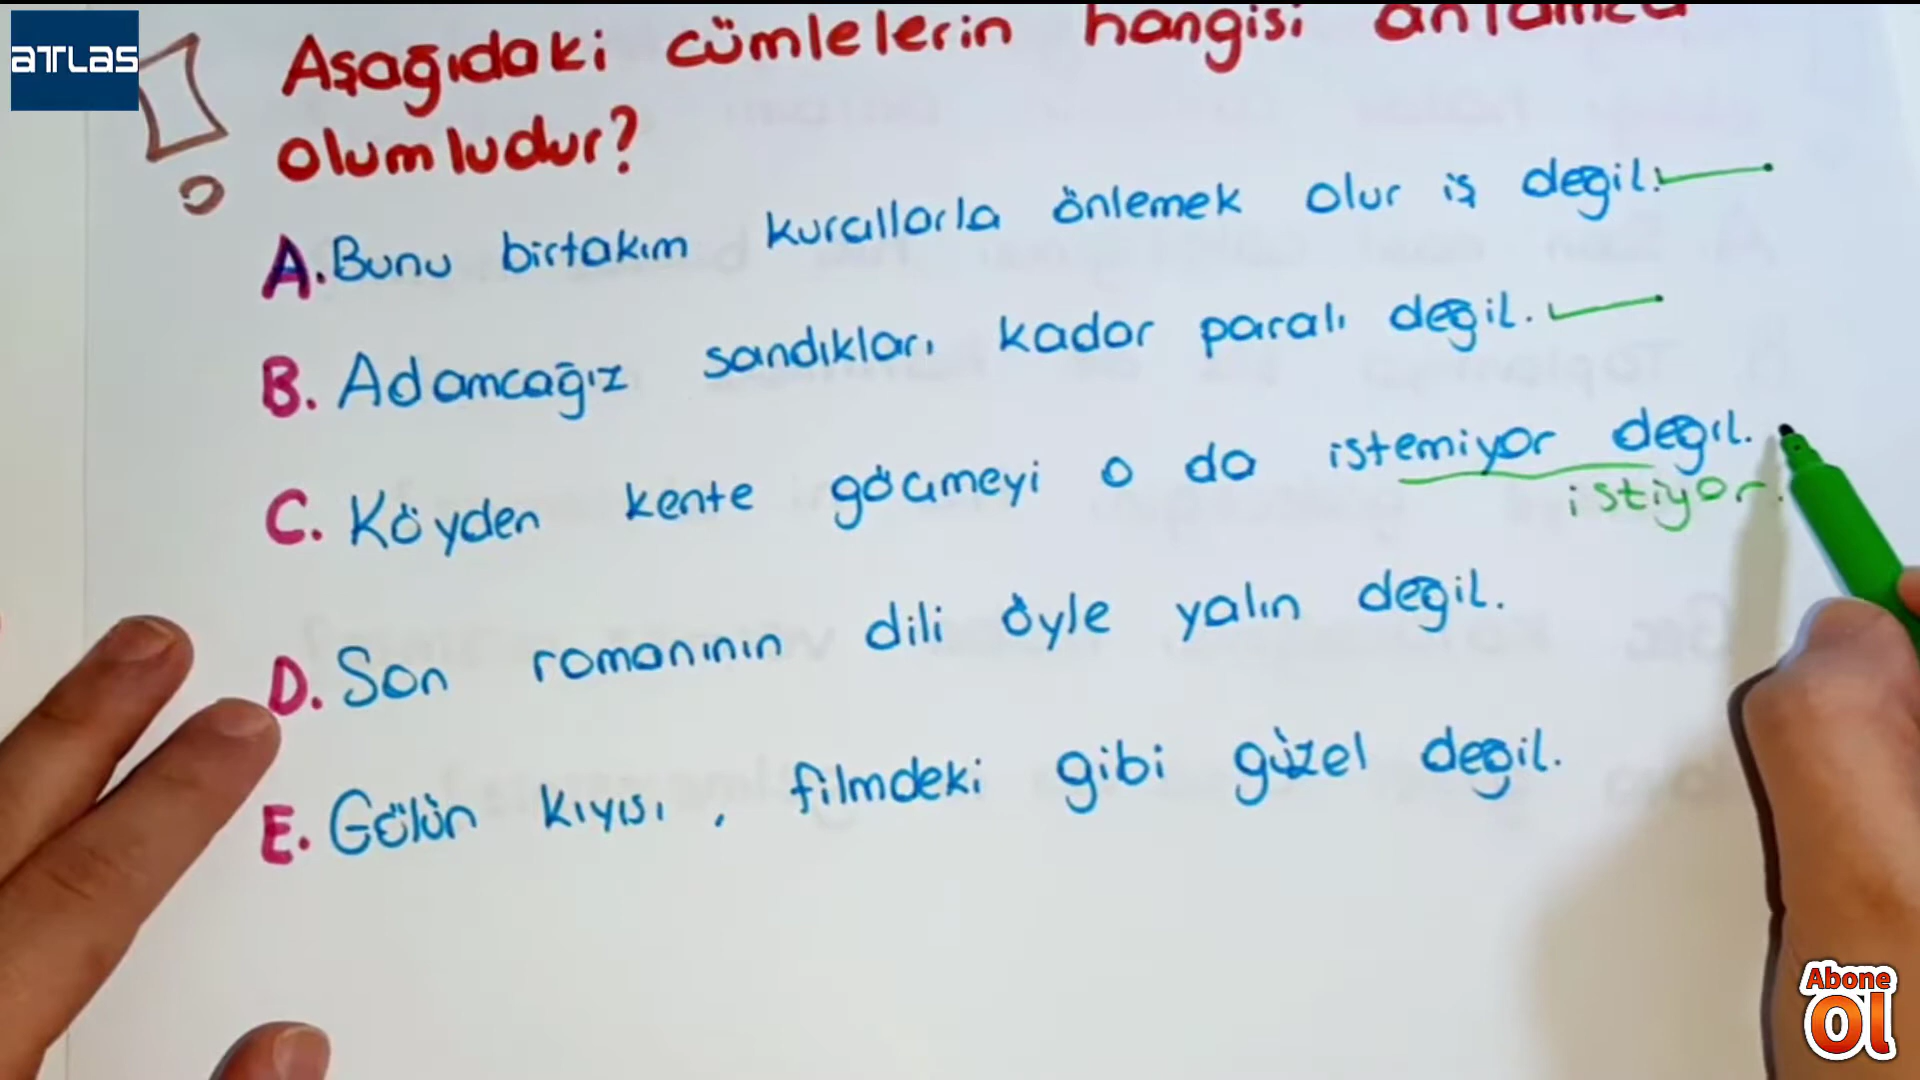 ATLAS
Aşağıdaki cümlelerin hangisi anlamca
olumludur?
A. Bunu birtakım kurallarla önlemek olur iş değil.
B. Adamcağız sandıkları kadar paralı değil.
C. Köyden kente göçmeyi o da istemiyor değil.
istiyor.
D. Son romanının dili öyle yalın değil.
E. Gölün kıyısı, filmdeki gibi güzel değil.
Abone
Ol